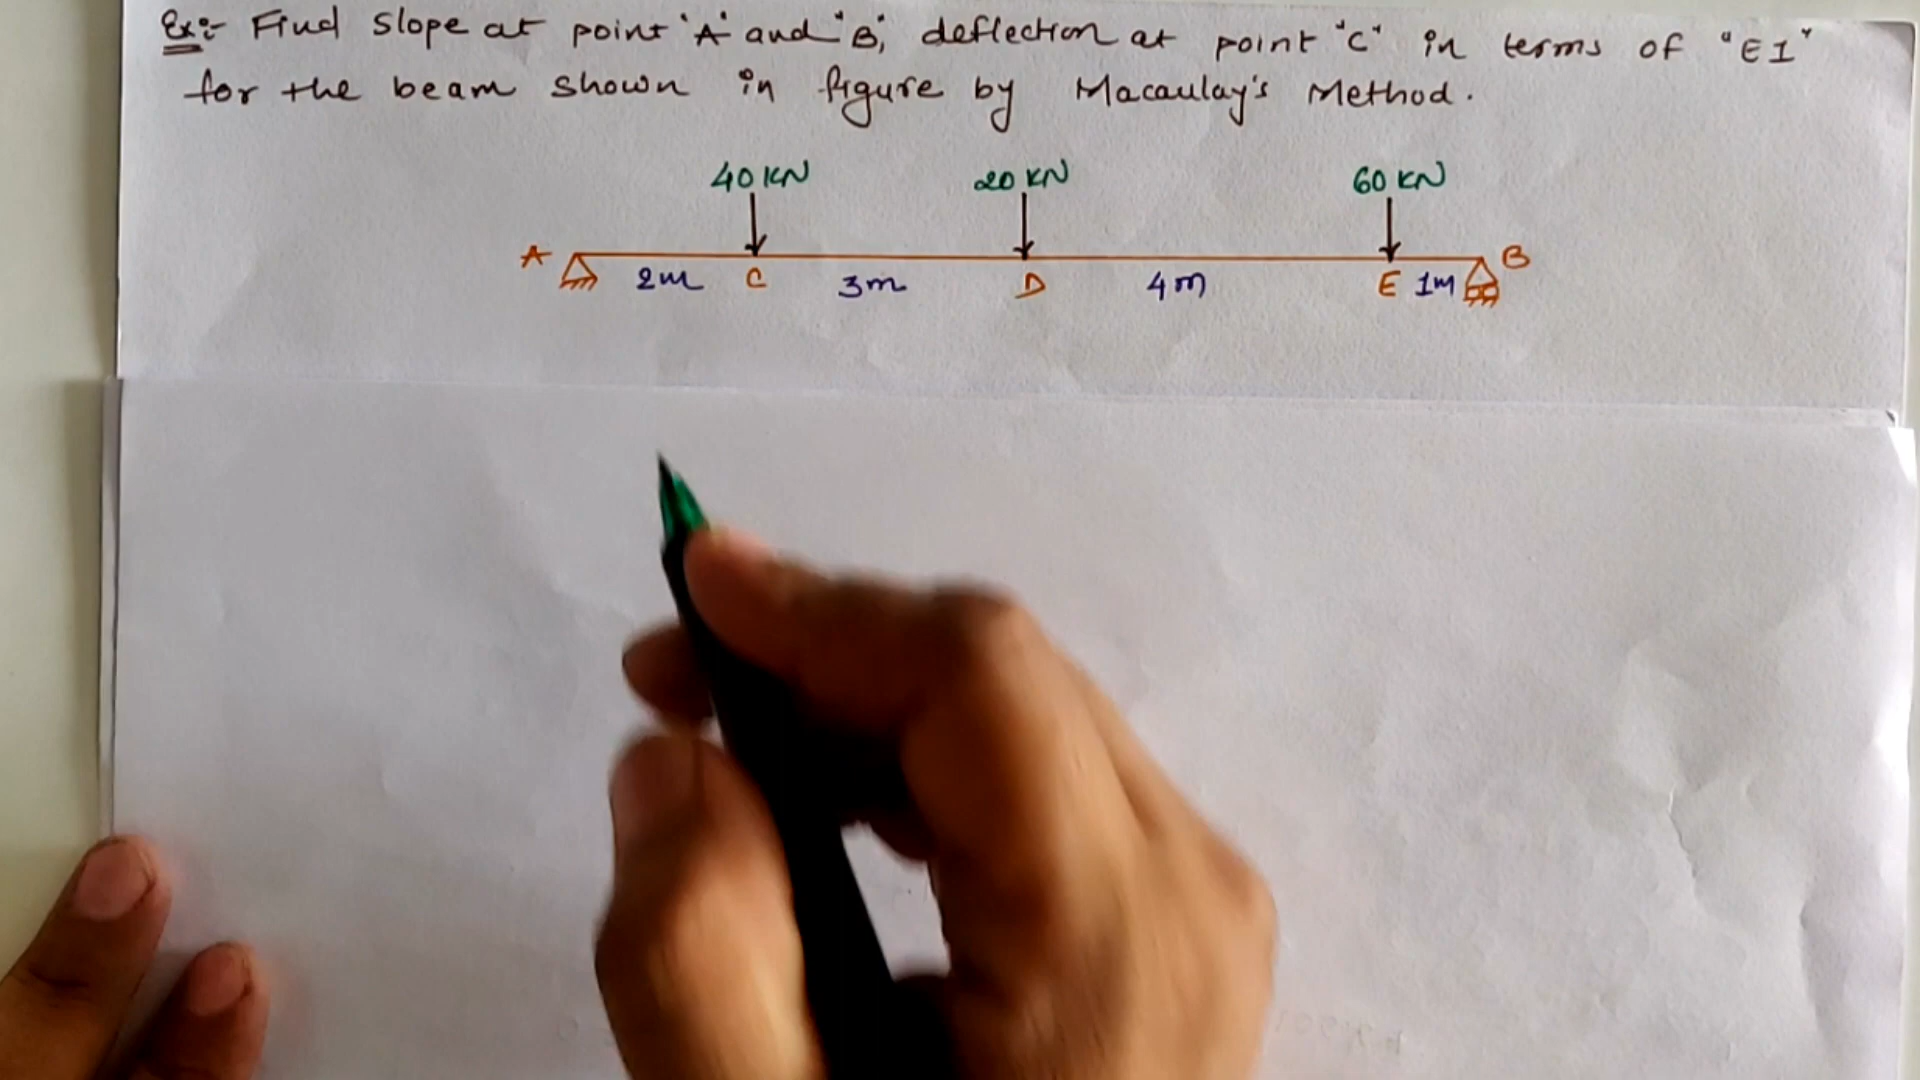 Ex:- Find slope at point "A" and "B", deflection at point "C" in terms of "EI"
for the beam shown in figure by Macaulay's Method.
40 KN 20 KN 60 KN
A B
2m C 3m D 4m E 1m